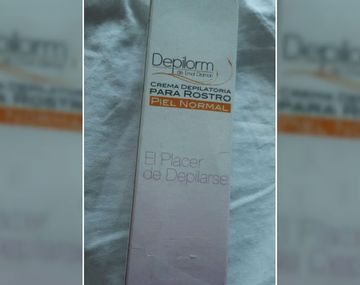 Depilorm
CREMA DEPILATORIA
PARA ROSTRO
PIEL NORMAL
El Placer
de Depilarse